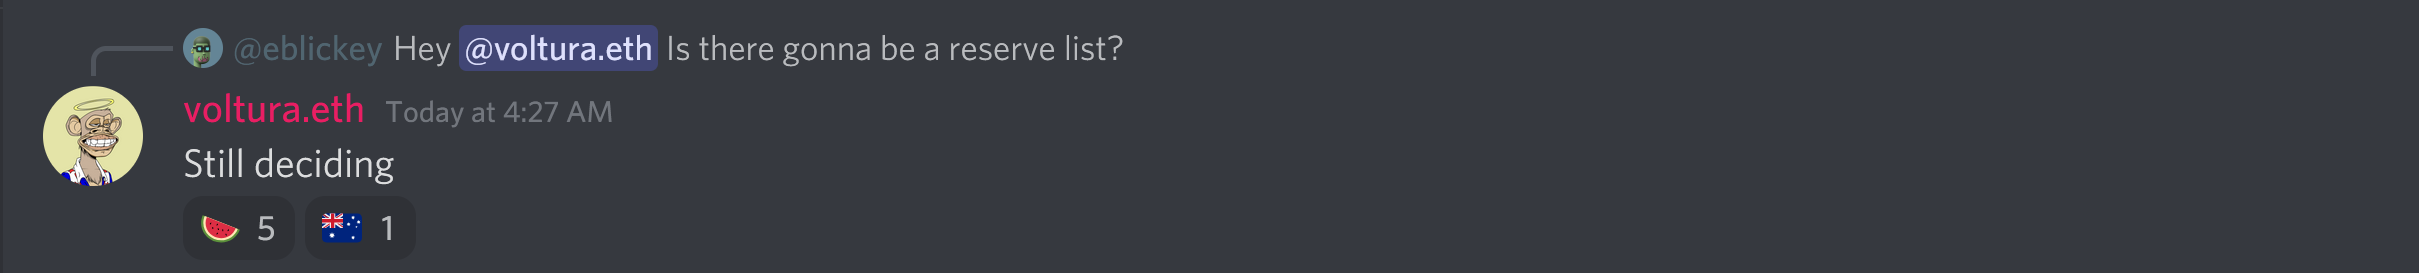 @eblickey Hey @voltura.eth Is there gonna be a reserve list?
voltura.eth Today at 4:27 AM
Still deciding
5 1